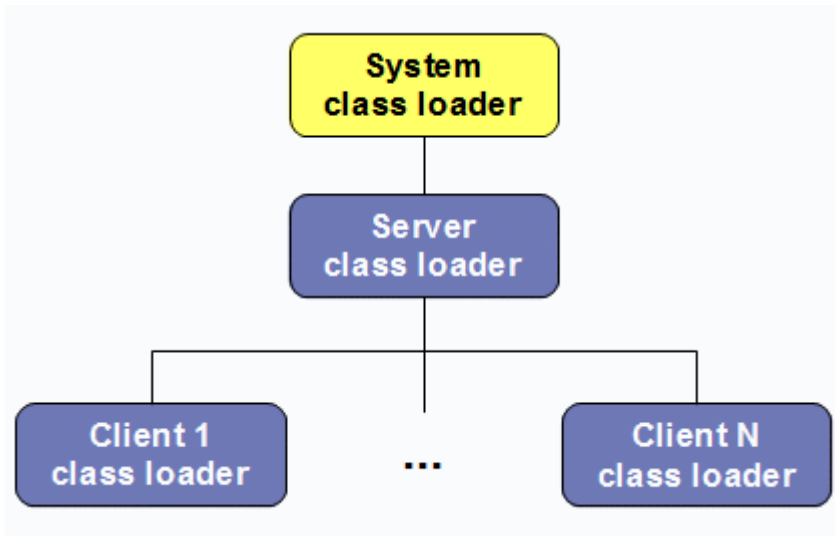 System
class loader
Server
class loader
Client 1
class loader
...
Client N
class loader